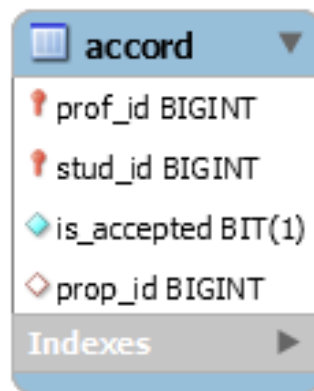 accord
prof_id BIGINT
stud_id BIGINT
is_accepted BIT(1)
prop_id BIGINT
Indexes